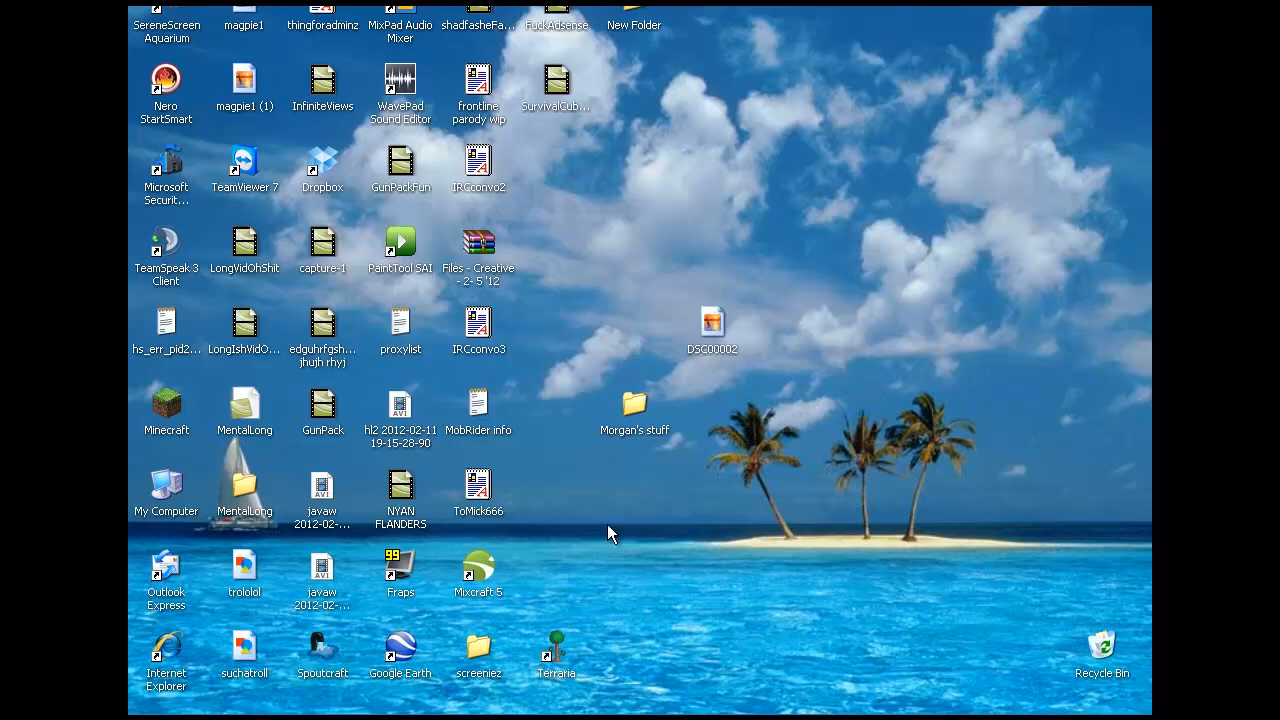 SereneScreen
Aquarium
magpie1
thingforadminz
MixPad Audio
Mixer
shadfasheFa...
FuckAdsense
New Folder
Nero
StartSmart
magpie1 (1)
InfiniteViews
WavePad
Sound Editor
frontline
parody wip
SurvivalCub...
Microsoft
Securit...
TeamViewer 7
Dropbox
GunPackFun
IRCconvo2
TeamSpeak 3
Client
LongVidOhShit
capture-1
PaintTool SAI
Files - Creative
- 2- 5 '12
hs_err_pid2...
LongIshVidO...
edguhrfgsh...
jhujh rhyj
proxylist
IRCconvo3
DSC00002
Minecraft
MentalLong
GunPack
AVI
hl2 2012-02-11
19-15-28-90
MobRider info
Morgan's stuff
My Computer
MentalLong
AVI
javaw
2012-02-...
NYAN
FLANDERS
ToMick666
Outlook
Express
trololol
AVI
javaw
2012-02-...
99
Fraps
Mixcraft 5
Internet
Explorer
suchatroll
Spoutcraft
Google Earth
screeniez
Terraria
Recycle Bin